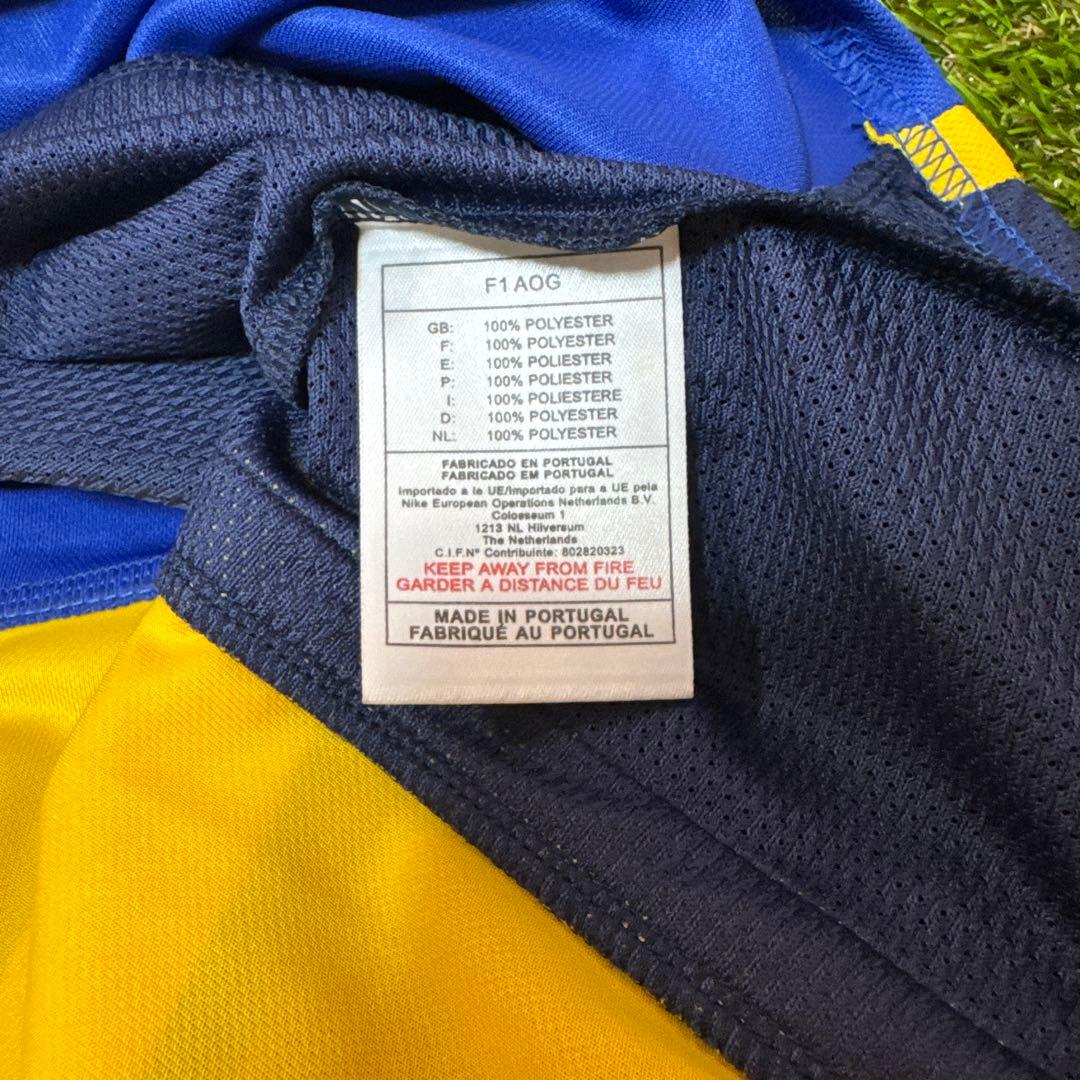 F1 AOG
GB: 100% POLYESTER
F: 100% POLYESTER
E: 100% POLIESTER
P: 100% POLIESTER
I: 100% POLIESTERE
D: 100% POLYESTER
NL: 100% POLYESTER
FABRICADO EN PORTUGAL
FABRICADO EM PORTUGAL
Importado a la UE/Importado para a UE pela
Nike European Operations Netherlands B.V.
Colosseum 1
1213 NL Hilversum
The Netherlands
C.I.F.Nº Contribuinte: 802820323
KEEP AWAY FROM FIRE
GARDER A DISTANCE DU FEU
MADE IN PORTUGAL
FABRIQUÉ AU PORTUGAL